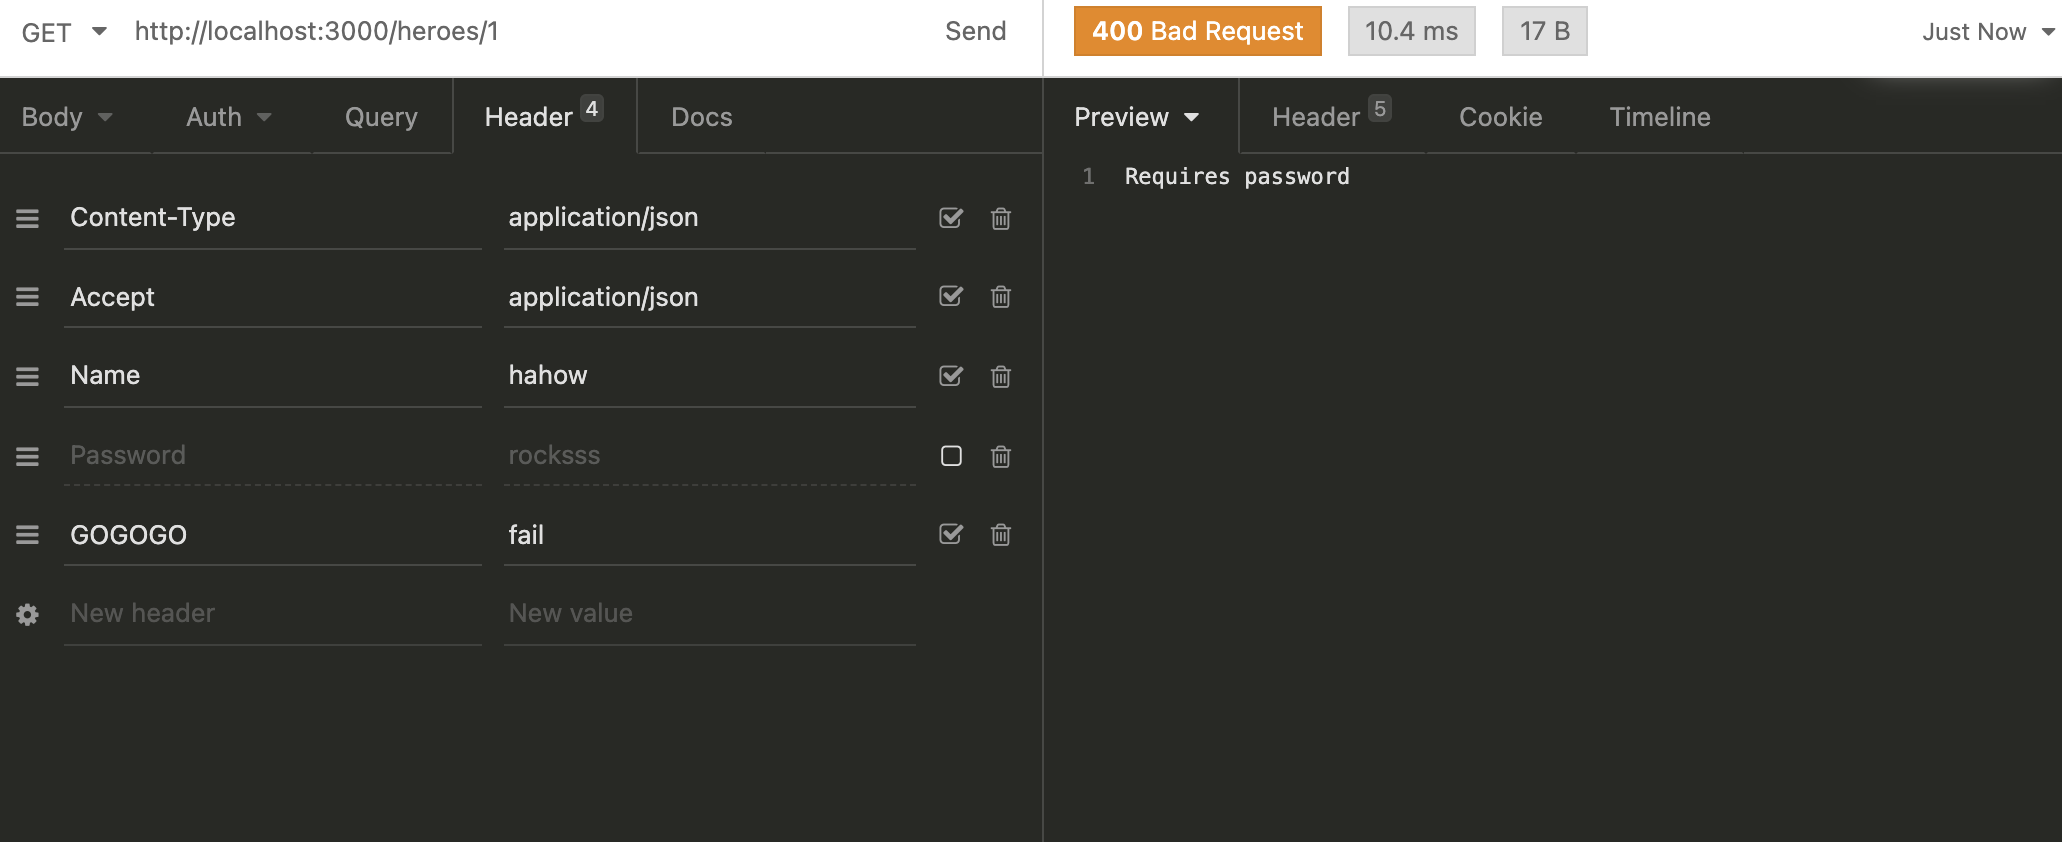 GET http://localhost:3000/heroes/1 Send
400 Bad Request 10.4 ms 17 B Just Now
Body Auth Query Header 4 Docs
Preview Header 5 Cookie Timeline
1 Requires password
Content-Type application/json
Accept application/json
Name hahow
Password rocksss
GOGOGO fail
New header New value